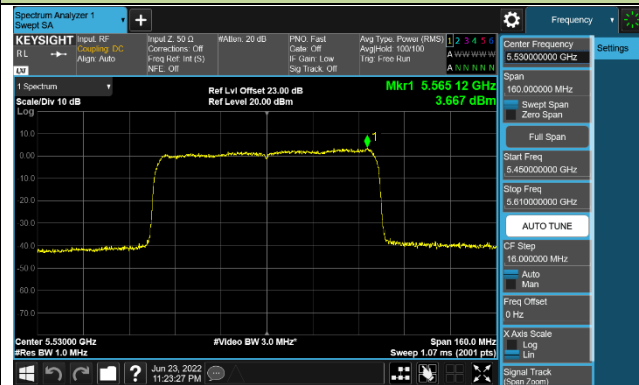 Spectrum Analyzer 1
Swept SA
Frequency
KEYSIGHT
RL
LXI
Input: RF
Coupling: DC
Align: Auto
Input Z: 50 Ω
Corrections: Off
Freq Ref: Int (S)
NFE: Off
#Atten: 20 dB
PNO: Fast
Gate: Off
IF Gain: Low
Sig Track: Off
Avg Type: Power (RMS)
Avg|Hold: 100/100
Trig: Free Run
1 2 3 4 5 6
A W W W W W
A N N N N N
1 Spectrum
Scale/Div 10 dB
Log
Ref Lvl Offset 23.00 dB
Ref Level 20.00 dBm
Mkr1 5.565 12 GHz
3.667 dBm
1
10.0
0.00
-10.0
-20.0
-30.0
-40.0
-50.0
-60.0
-70.0
Center 5.53000 GHz
#Res BW 1.0 MHz
#Video BW 3.0 MHz*
Span 160.0 MHz
Sweep 1.07 ms (2001 pts)
Jun 23, 2022
11:23:27 PM
Center Frequency
5.530000000 GHz
Settings
Span
160.000000 MHz
Swept Span
Zero Span
Full Span
Start Freq
5.450000000 GHz
Stop Freq
5.610000000 GHz
AUTO TUNE
CF Step
16.000000 MHz
Auto
Man
Freq Offset
0 Hz
X Axis Scale
Log
Lin
Signal Track
(Span Zoom)